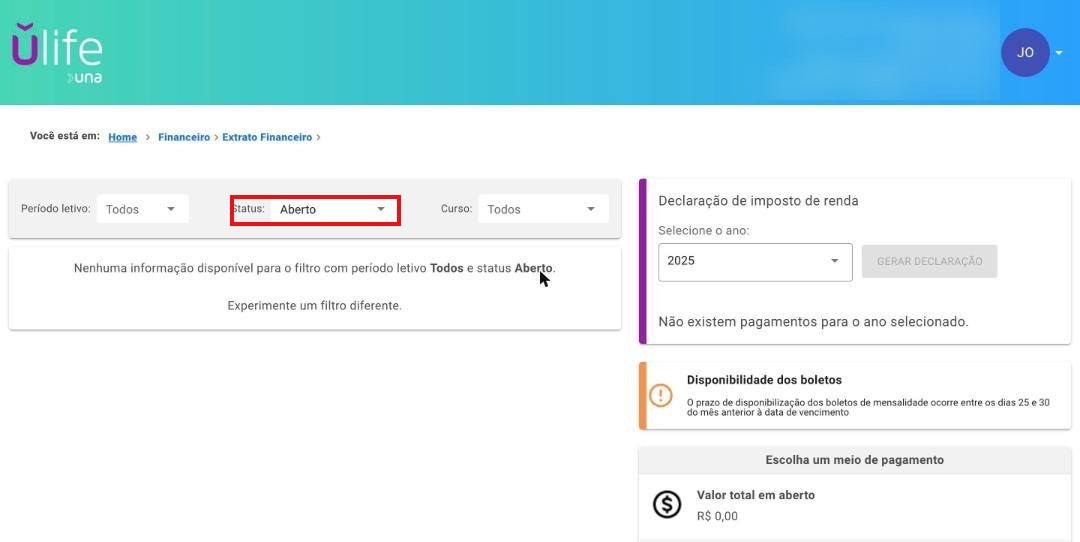 Ulife
una
JO
Você está em: Home > Financeiro > Extrato Financeiro >
Período letivo: Todos
Status: Aberto
Curso: Todos
Nenhuma informação disponível para o filtro com período letivo Todos e status Aberto.
Experimente um filtro diferente.
Declaração de imposto de renda
Selecione o ano:
2025
GERAR DECLARAÇÃO
Não existem pagamentos para o ano selecionado.
Disponibilidade dos boletos
O prazo de disponibilização dos boletos de mensalidade ocorre entre os dias 25 e 30
do mês anterior à data de vencimento
Escolha um meio de pagamento
Valor total em aberto
R$ 0,00